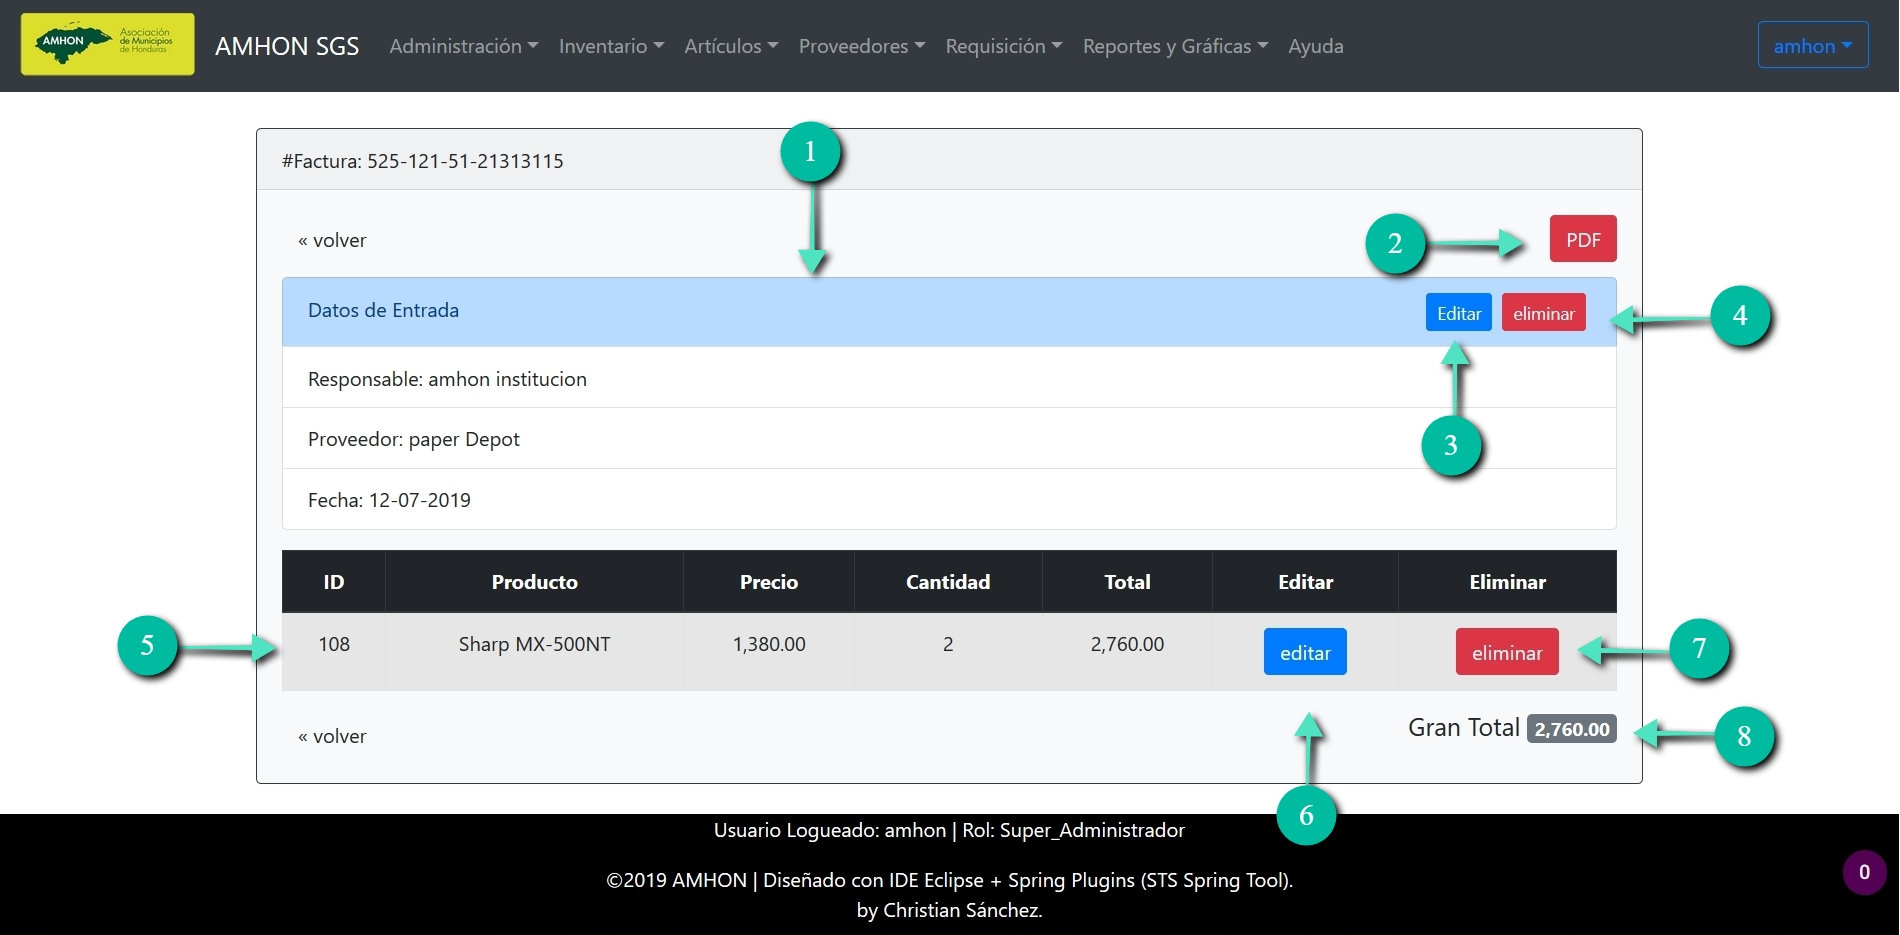 AMHON Asociación de Municipios de Honduras
AMHON SGS Administración Inventario Artículos Proveedores Requisición Reportes y Gráficas Ayuda amhon
1
#Factura: 525-121-51-21313115
« volver
2
PDF
Datos de Entrada
Editar
eliminar
4
Responsable: amhon institucion
3
Proveedor: paper Depot
Fecha: 12-07-2019
ID Producto Precio Cantidad Total Editar Eliminar
5
108 Sharp MX-500NT 1,380.00 2 2,760.00 editar eliminar
7
« volver
Gran Total 2,760.00
8
6
Usuario Logueado: amhon | Rol: Super_Administrador
0
©2019 AMHON | Diseñado con IDE Eclipse + Spring Plugins (STS Spring Tool).
by Christian Sánchez.